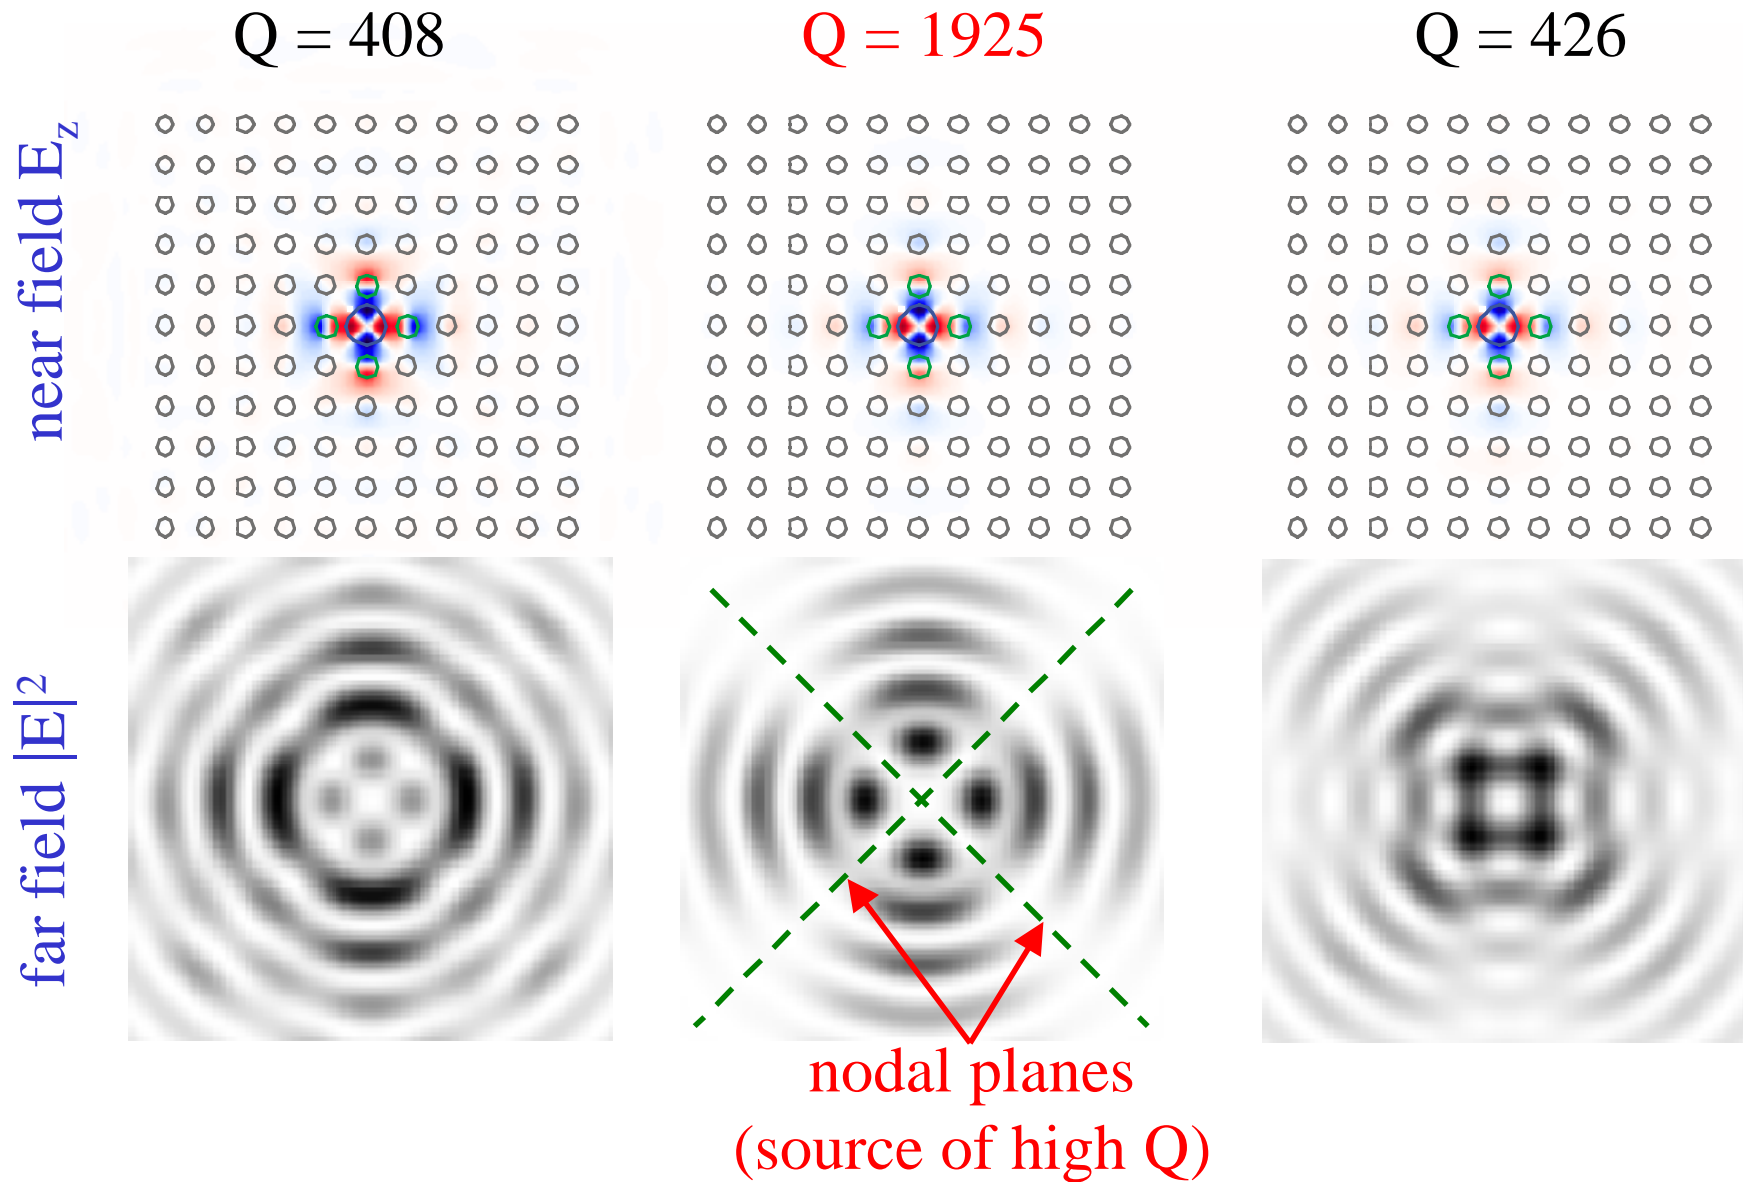 Q = 408
Q = 1925
Q = 426
near field E_z
far field |E|²
nodal planes
(source of high Q)